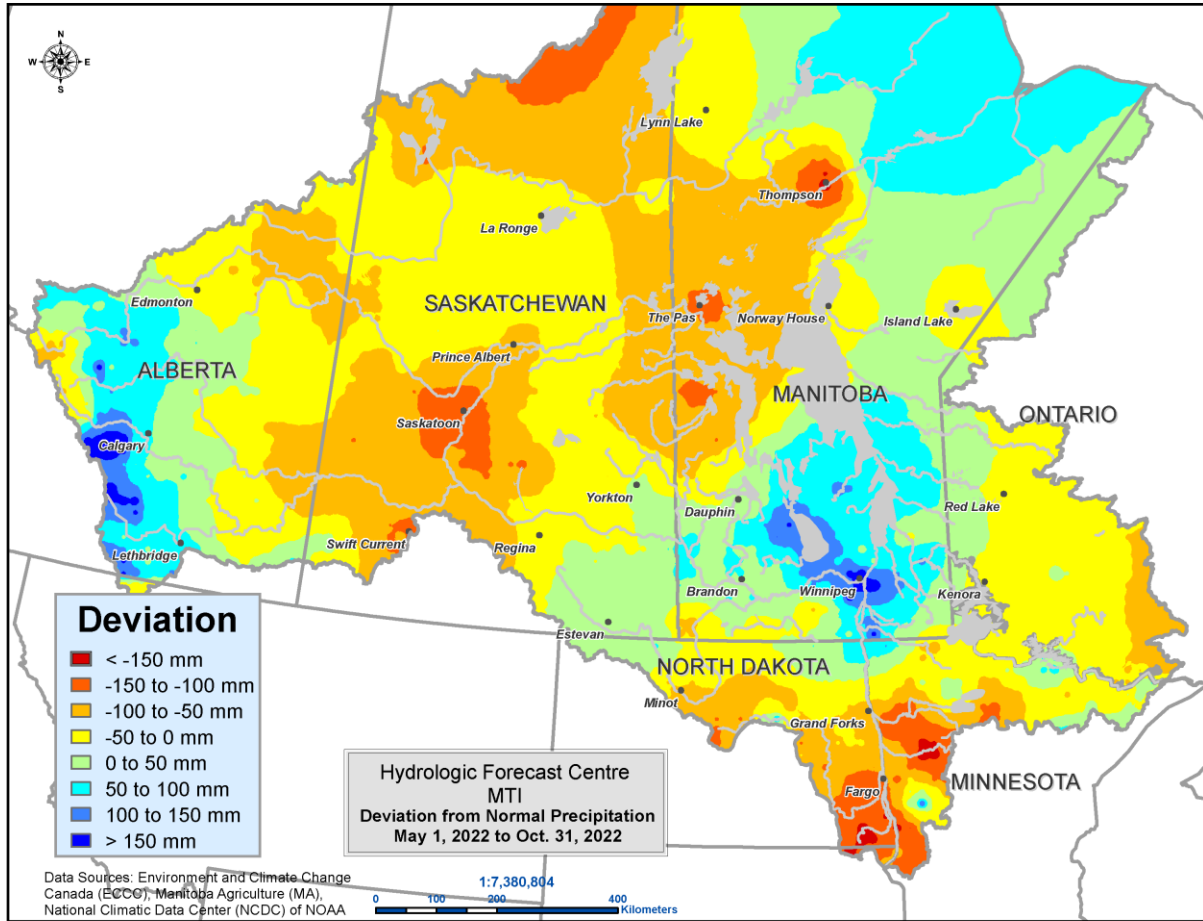 N
W E
S
Lynn Lake
Thompson
La Ronge
Edmonton
SASKATCHEWAN
The Pas
Norway House
Island Lake
Prince Albert
ALBERTA
MANITOBA
ONTARIO
Saskatoon
Calgary
Yorkton
Dauphin
Red Lake
Swift Current
Regina
Lethbridge
Brandon
Winnipeg
Kenora
Estevan
NORTH DAKOTA
Minot
Grand Forks
MINNESOTA
Fargo
Deviation
< -150 mm
-150 to -100 mm
-100 to -50 mm
-50 to 0 mm
0 to 50 mm
50 to 100 mm
100 to 150 mm
> 150 mm
Hydrologic Forecast Centre
MTI
Deviation from Normal Precipitation
May 1, 2022 to Oct. 31, 2022
Data Sources: Environment and Climate Change
Canada (ECCC), Manitoba Agriculture (MA),
National Climatic Data Center (NCDC) of NOAA
1:7,380,804
0 100 200 400
Kilometers